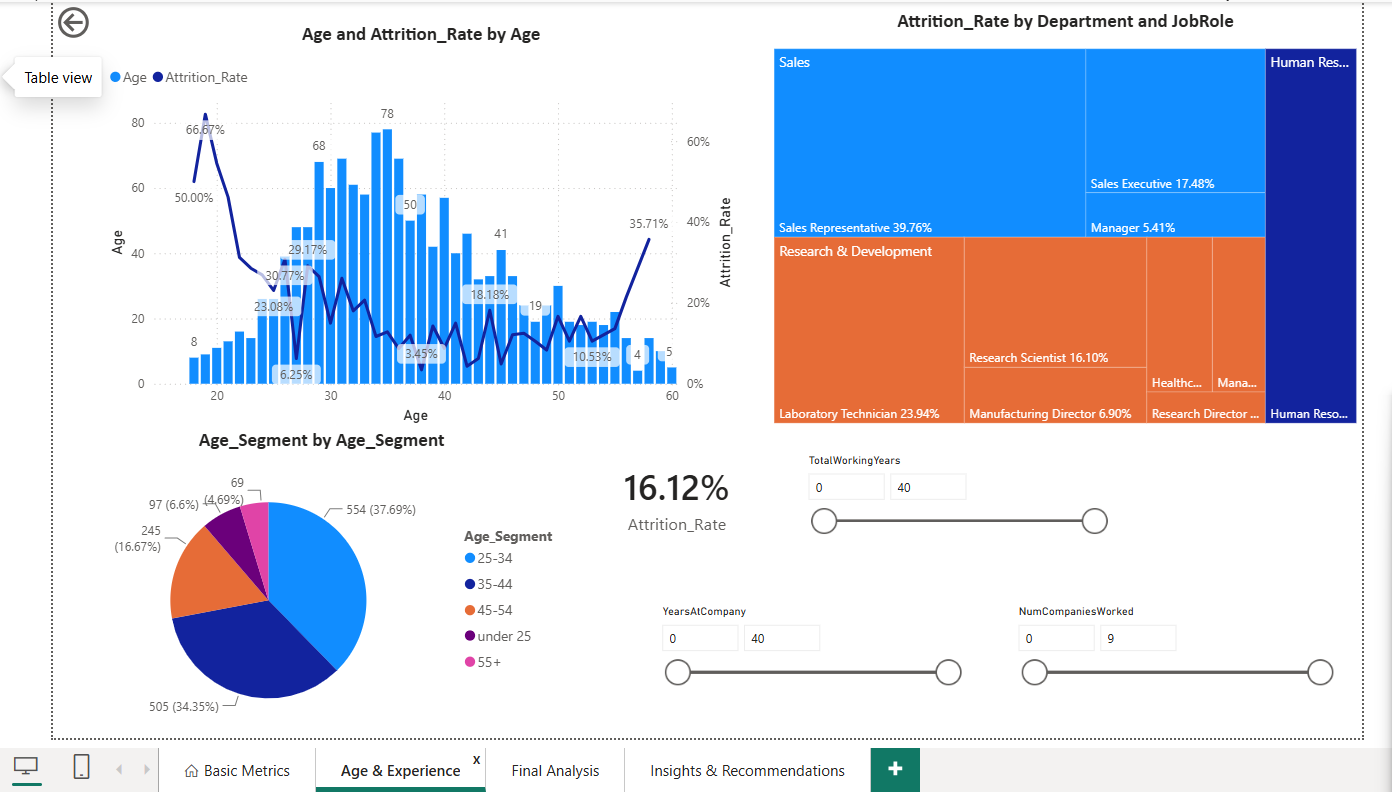 Age and Attrition_Rate by Age
Table view
Age Attrition_Rate
Age
80
60
40
20
0
60%
40%
20%
0%
Attrition_Rate
8
50.00%
66.67%
23.08%
30.77%
29.17%
6.25%
68
78
50
3.45%
41
18.18%
19
10.53%
4
5
35.71%
20 30 40 50 60
Age
Attrition_Rate by Department and JobRole
Sales
Sales Representative 39.76%
Sales Executive 17.48%
Manager 5.41%
Research & Development
Laboratory Technician 23.94%
Research Scientist 16.10%
Manufacturing Director 6.90%
Healthc...
Mana...
Research Director ...
Human Res...
Human Reso...
Age_Segment by Age_Segment
554 (37.69%)
505 (34.35%)
245
(16.67%)
97 (6.6%)
69
(4.69%)
Age_Segment
25-34
35-44
45-54
under 25
55+
16.12%
Attrition_Rate
TotalWorkingYears
0 40
YearsAtCompany
0 40
NumCompaniesWorked
0 9
Basic Metrics
Age & Experience x
Final Analysis
Insights & Recommendations
+